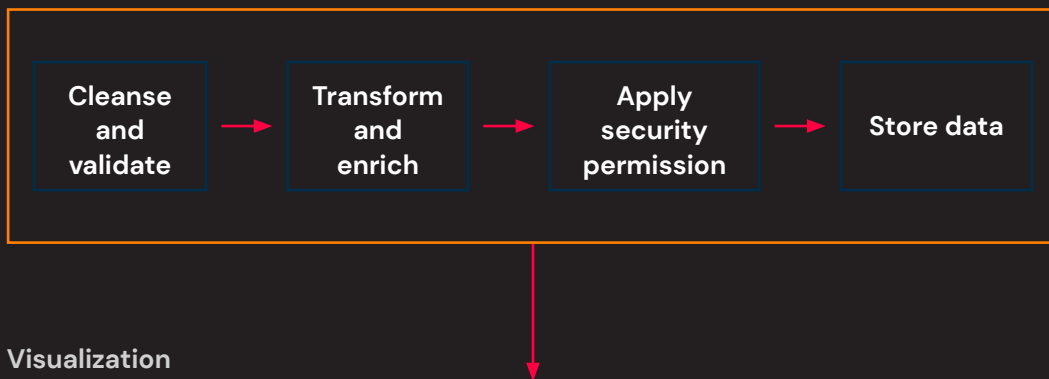 Cleanse
and
validate
Transform
and
enrich
Apply
security
permission
Store data
Visualization